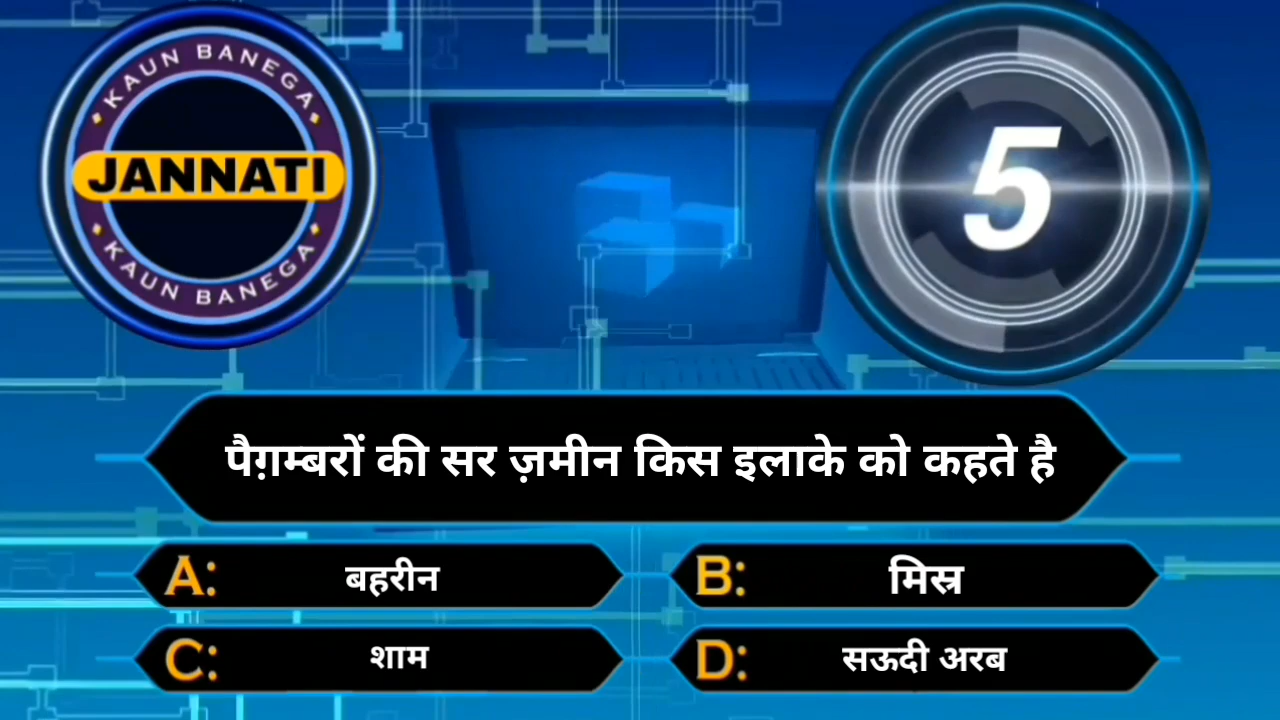 KAUN BANEGA
JANNATI
KAUN BANEGA
5
पैग़म्बरों की सर ज़मीन किस इलाके को कहते है
A: बहरीन
B: मिस्र
C: शाम
D: सऊदी अरब